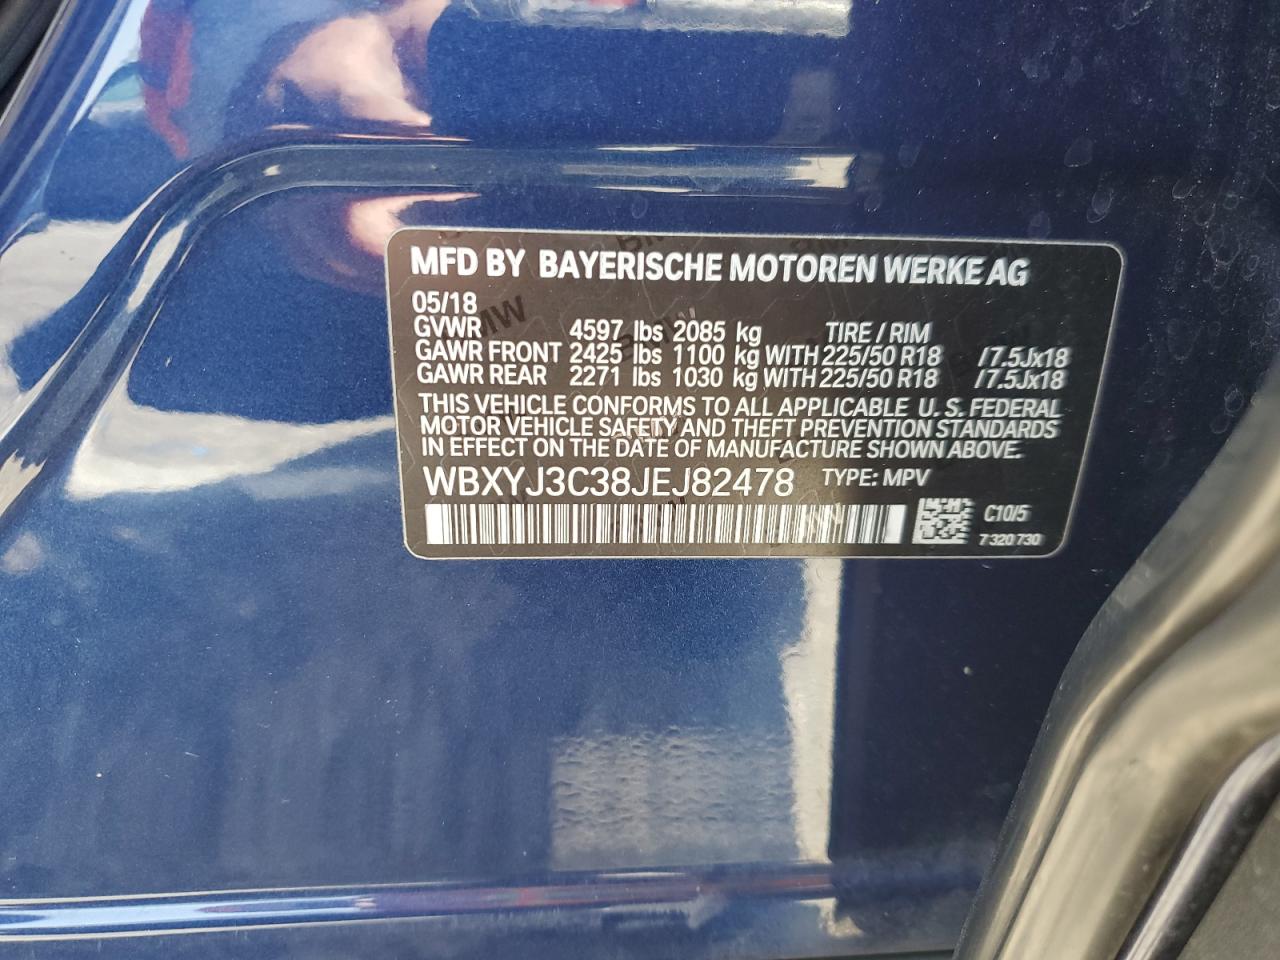 MFD BY BAYERISCHE MOTOREN WERKE AG
05/18
GVWR 4597 lbs 2085 kg TIRE / RIM
GAWR FRONT 2425 lbs 1100 kg WITH 225/50 R18 /7.5Jx18
GAWR REAR 2271 lbs 1030 kg WITH 225/50 R18 /7.5Jx18
THIS VEHICLE CONFORMS TO ALL APPLICABLE U.S. FEDERAL
MOTOR VEHICLE SAFETY AND THEFT PREVENTION STANDARDS
IN EFFECT ON THE DATE OF MANUFACTURE SHOWN ABOVE.
WBXYJ3C38JEJ82478 TYPE: MPV
C10/5
7 320 730